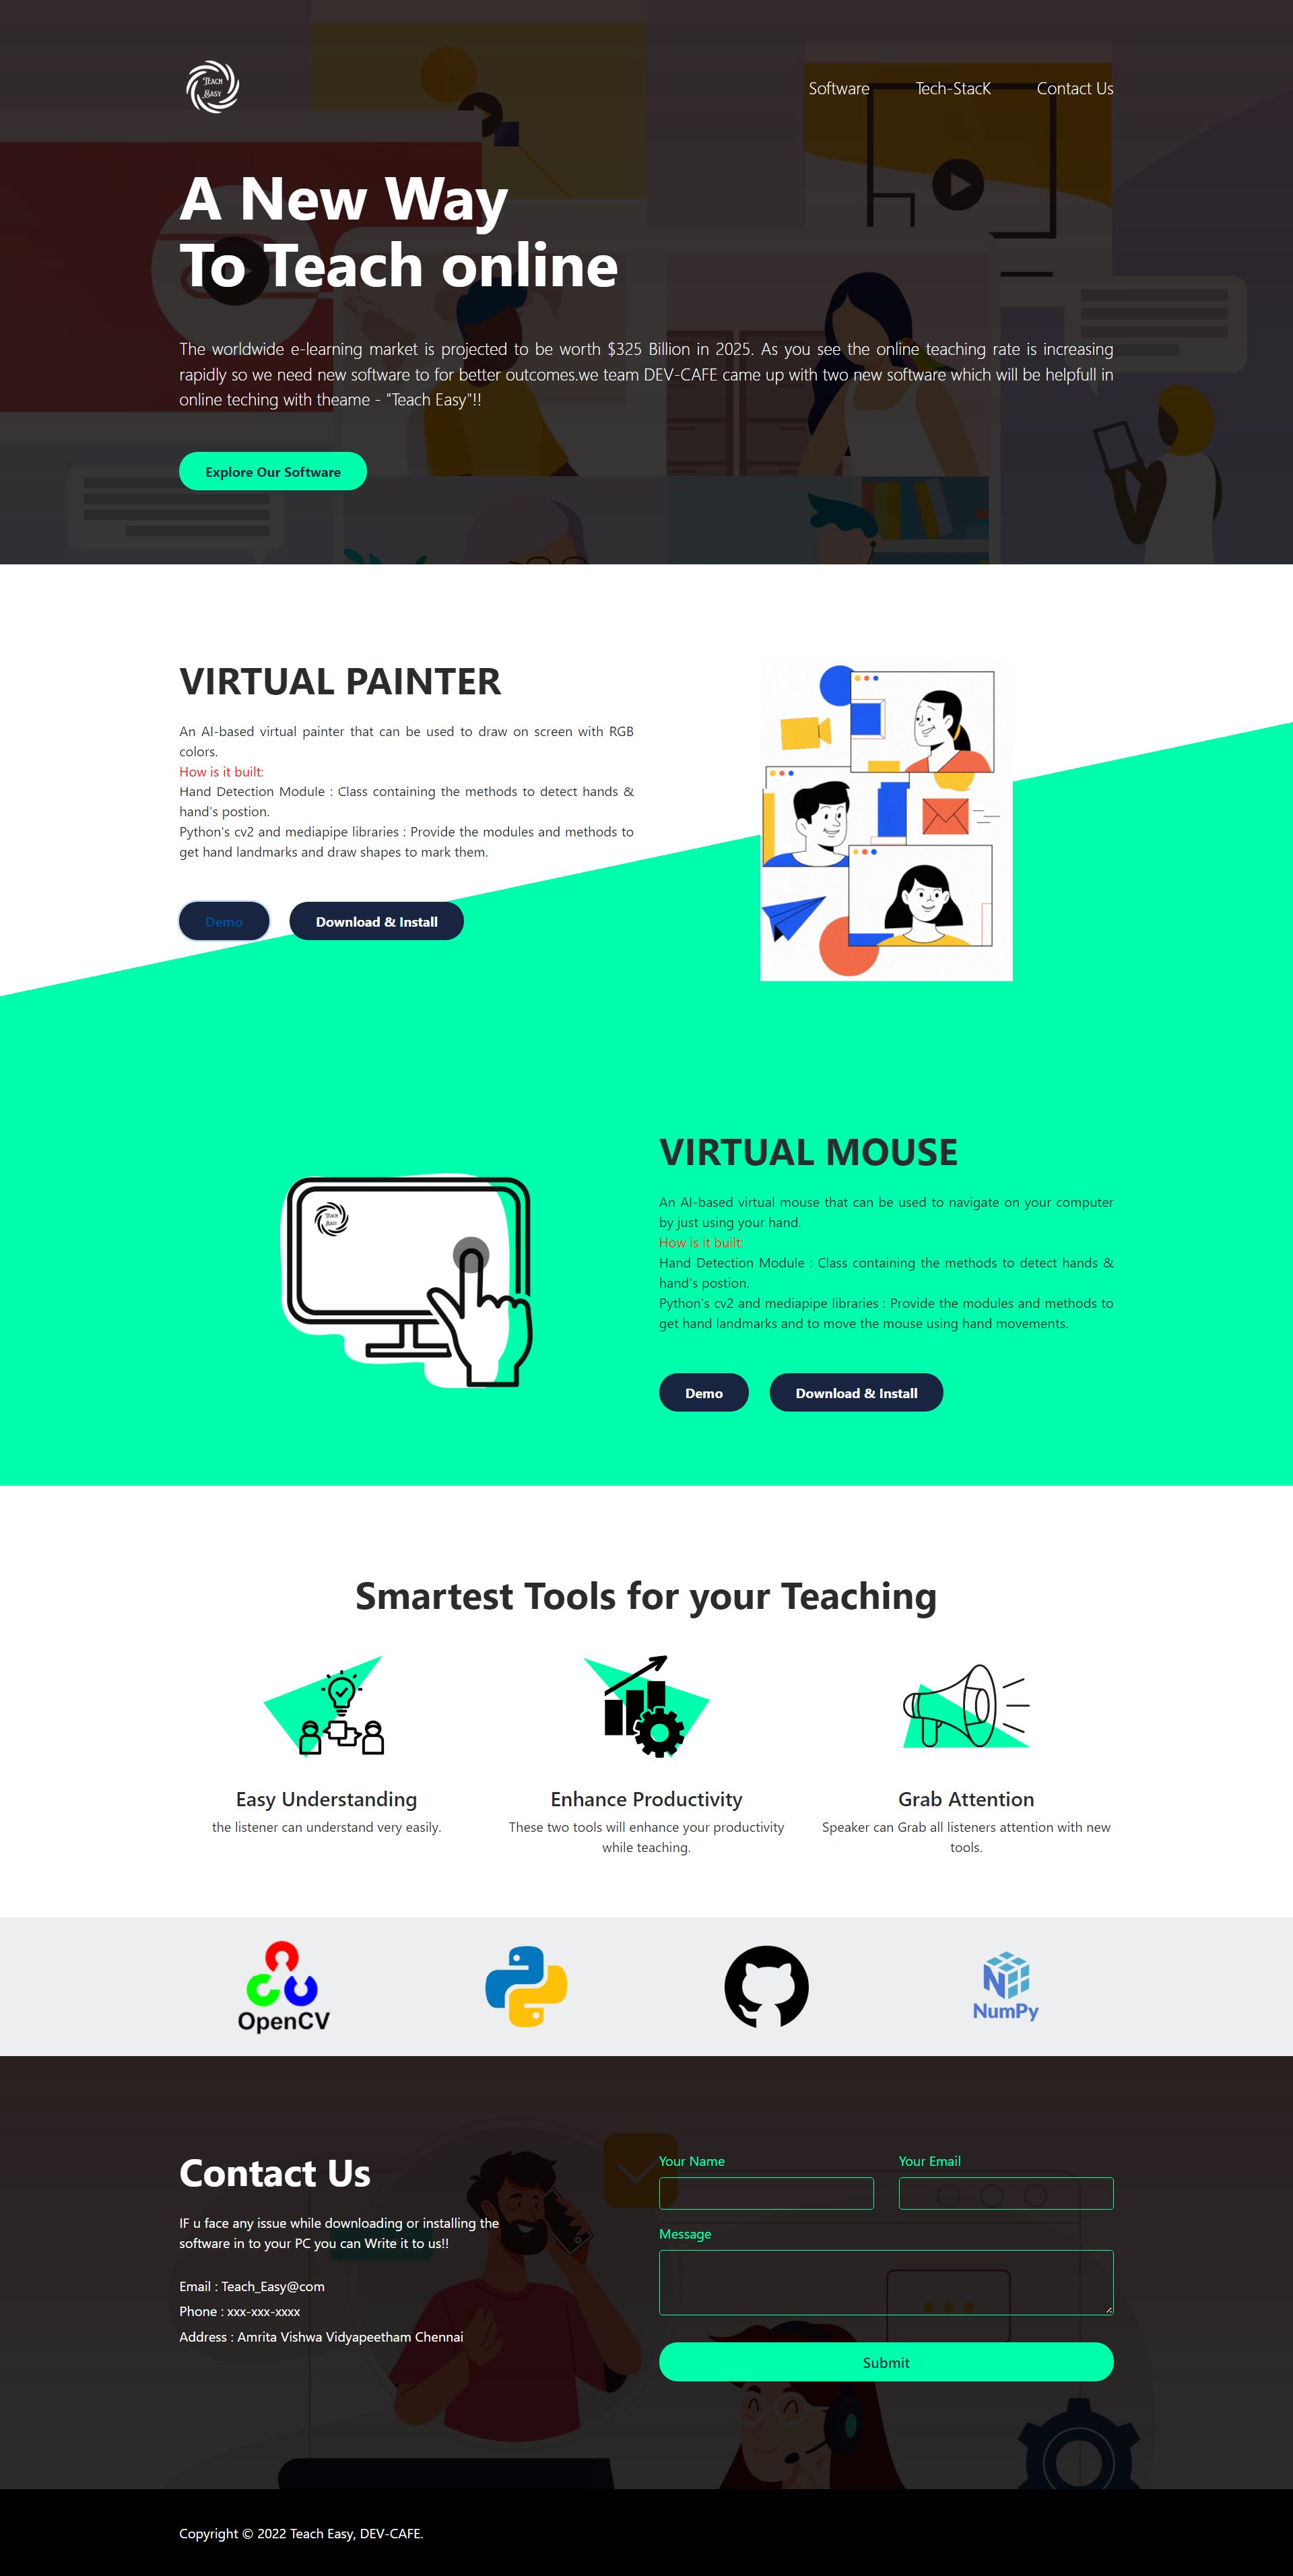 TEACH
EASY
Software
Tech-StacK
Contact Us
A New Way
To Teach online
The worldwide e-learning market is projected to be worth $325 Billion in 2025. As you see the online teaching rate is increasing
rapidly so we need new software to for better outcomes.we team DEV-CAFE came up with two new software which will be helpfull in
online teching with theame - "Teach Easy"!!
Explore Our Software
VIRTUAL PAINTER
An AI-based virtual painter that can be used to draw on screen with RGB
colors.
How is it built:
Hand Detection Module : Class containing the methods to detect hands &
hand's postion.
Python's cv2 and mediapipe libraries : Provide the modules and methods to
get hand landmarks and draw shapes to mark them.
Demo
Download & Install
VIRTUAL MOUSE
An AI-based virtual mouse that can be used to navigate on your computer
by just using your hand.
How is it built:
Hand Detection Module : Class containing the methods to detect hands &
hand's postion.
Python's cv2 and mediapipe libraries : Provide the modules and methods to
get hand landmarks and to move the mouse using hand movements.
TEACH
EASY
Demo
Download & Install
Smartest Tools for your Teaching
Easy Understanding
the listener can understand very easily.
Enhance Productivity
These two tools will enhance your productivity
while teaching.
Grab Attention
Speaker can Grab all listeners attention with new
tools.
OpenCV
NumPy
Contact Us
IF u face any issue while downloading or installing the
software in to your PC you can Write it to us!!
Email : Teach_Easy@com
Phone : xxx-xxx-xxxx
Address : Amrita Vishwa Vidyapeetham Chennai
Your Name
Your Email
Message
Submit
Copyright © 2022 Teach Easy, DEV-CAFE.